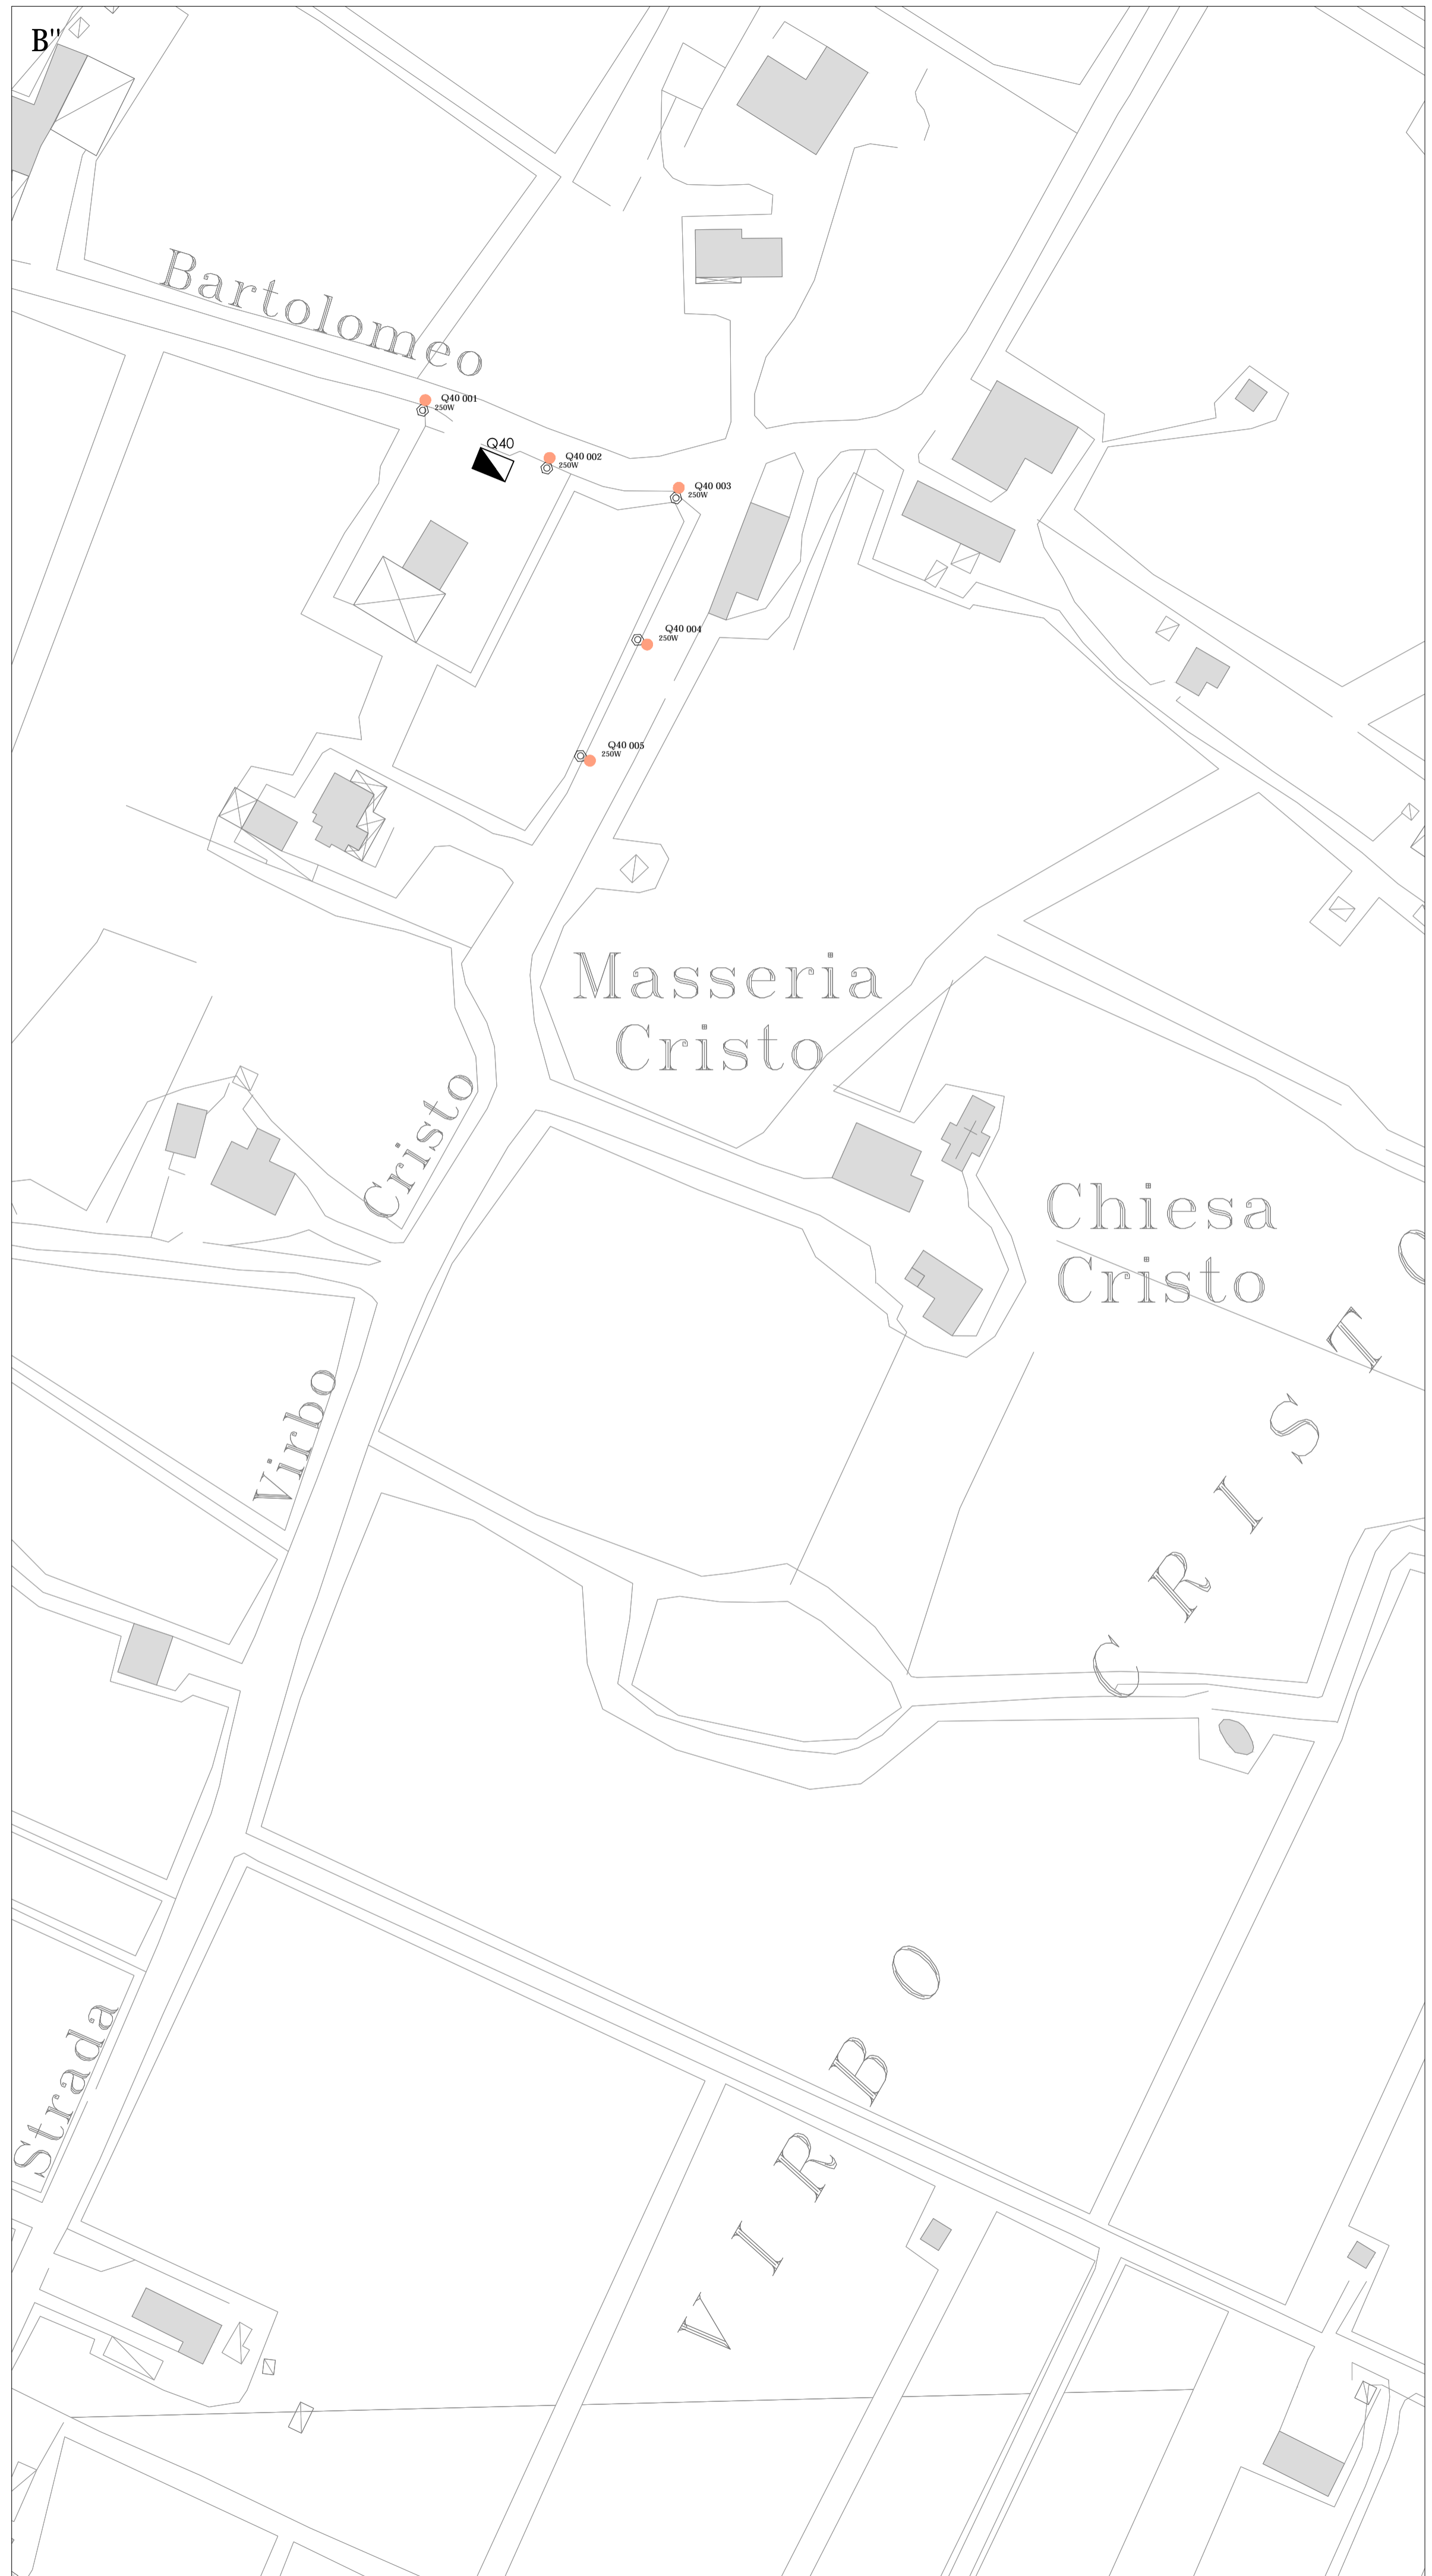 B"
Bartolomeo
Q40 001
250W
Q40
Q40 002
250W
Q40 003
250W
Q40 004
250W
Q40 005
250W
Masseria
Cristo
Cristo
Chiesa
Cristo
Virbo
CRISTO
Strada
VIRBO